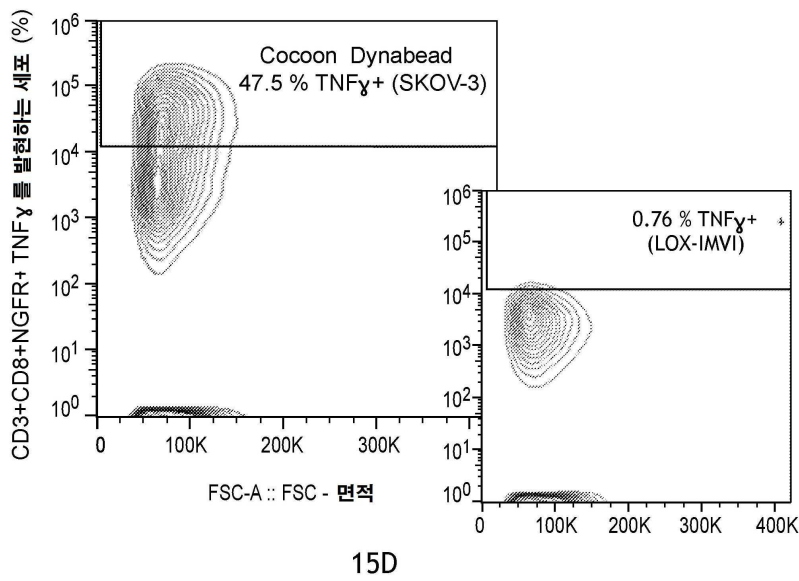 CD3+CD8+NGFR+ TNFɣ 를 발현하는 세포 (%)
10⁶
10⁵
10⁴
10³
10²
10¹
10⁰
Cocoon Dynabead
47.5 % TNFɣ+ (SKOV-3)
0
100K
200K
300K
FSC-A :: FSC - 면적
10⁶
10⁵
10⁴
10³
10²
10¹
10⁰
0.76 % TNFɣ+
(LOX-IMVI)
0
100K
200K
300K
400K
15D